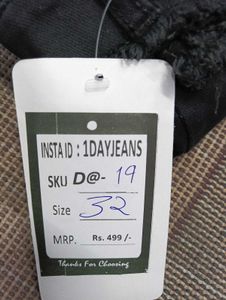 INSTA ID : 1DAYJEANS
SKU D@- 19
Size 32
MRP. Rs. 499 /-
Thanks For Choosing